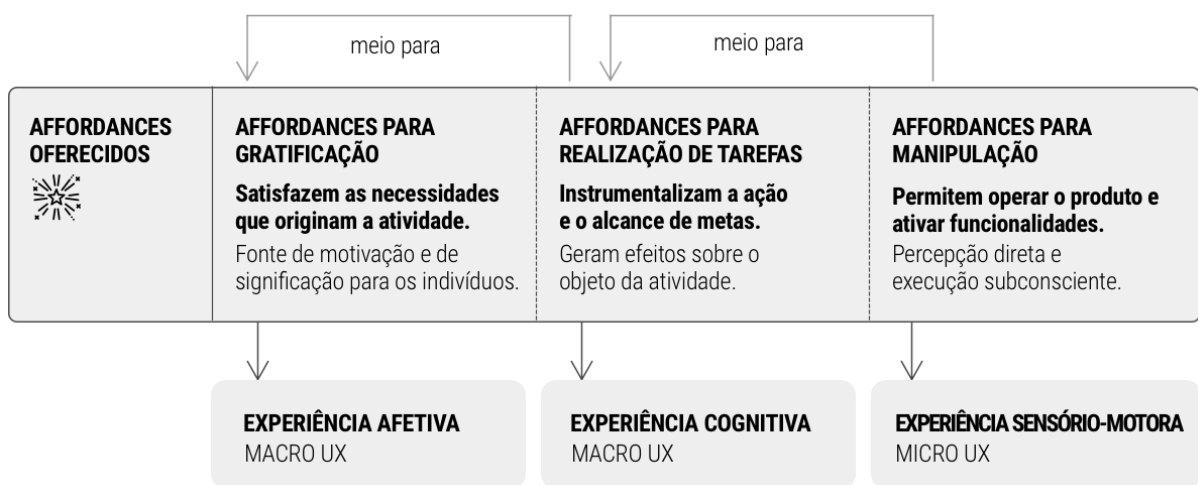 meio para
meio para
AFFORDANCES
OFERECIDOS
AFFORDANCES PARA
GRATIFICAÇÃO
Satisfazem as necessidades
que originam a atividade.
Fonte de motivação e de
significação para os indivíduos.
AFFORDANCES PARA
REALIZAÇÃO DE TAREFAS
Instrumentalizam a ação
e o alcance de metas.
Geram efeitos sobre o
objeto da atividade.
AFFORDANCES PARA
MANIPULAÇÃO
Permitem operar o produto e
ativar funcionalidades.
Percepção direta e
execução subconsciente.
EXPERIÊNCIA AFETIVA
MACRO UX
EXPERIÊNCIA COGNITIVA
MACRO UX
EXPERIÊNCIA SENSÓRIO-MOTORA
MICRO UX